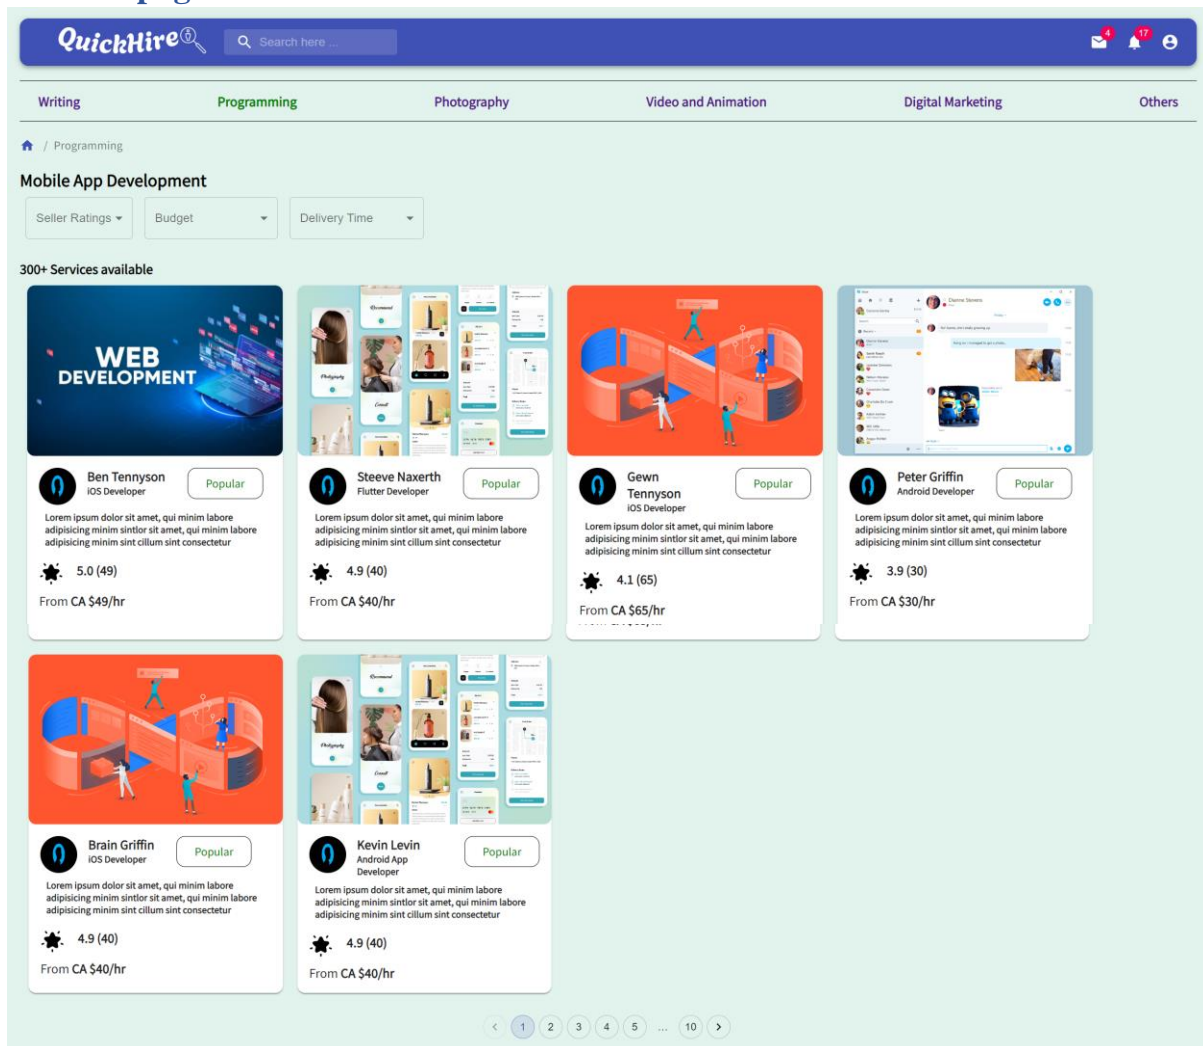 QuickHire
Search here ...
4
17
Writing
Programming
Photography
Video and Animation
Digital Marketing
Others
/ Programming
Mobile App Development
Seller Ratings
Budget
Delivery Time
300+ Services available
WEB
DEVELOPMENT
Recommend
Photography
Consult
Dianne Stevens
Ben Tennyson
iOS Developer
Popular
Lorem ipsum dolor sit amet, qui minim labore
adipisicing minim sintlor sit amet, qui minim labore
adipisicing minim sint cillum sint consectetur
5.0 (49)
From CA $49/hr
Steeve Naxerth
Flutter Developer
Popular
Lorem ipsum dolor sit amet, qui minim labore
adipisicing minim sintlor sit amet, qui minim labore
adipisicing minim sint cillum sint consectetur
4.9 (40)
From CA $40/hr
Gewn
Tennyson
iOS Developer
Popular
Lorem ipsum dolor sit amet, qui minim labore
adipisicing minim sintlor sit amet, qui minim labore
adipisicing minim sint cillum sint consectetur
4.1 (65)
From CA $65/hr
Peter Griffin
Android Developer
Popular
Lorem ipsum dolor sit amet, qui minim labore
adipisicing minim sintlor sit amet, qui minim labore
adipisicing minim sint cillum sint consectetur
3.9 (30)
From CA $30/hr
Recommend
Photography
Consult
Brain Griffin
iOS Developer
Popular
Lorem ipsum dolor sit amet, qui minim labore
adipisicing minim sintlor sit amet, qui minim labore
adipisicing minim sint cillum sint consectetur
4.9 (40)
From CA $40/hr
Kevin Levin
Android App
Developer
Popular
Lorem ipsum dolor sit amet, qui minim labore
adipisicing minim sintlor sit amet, qui minim labore
adipisicing minim sint cillum sint consectetur
4.9 (40)
From CA $40/hr
< 1 2 3 4 5 ... 10 >